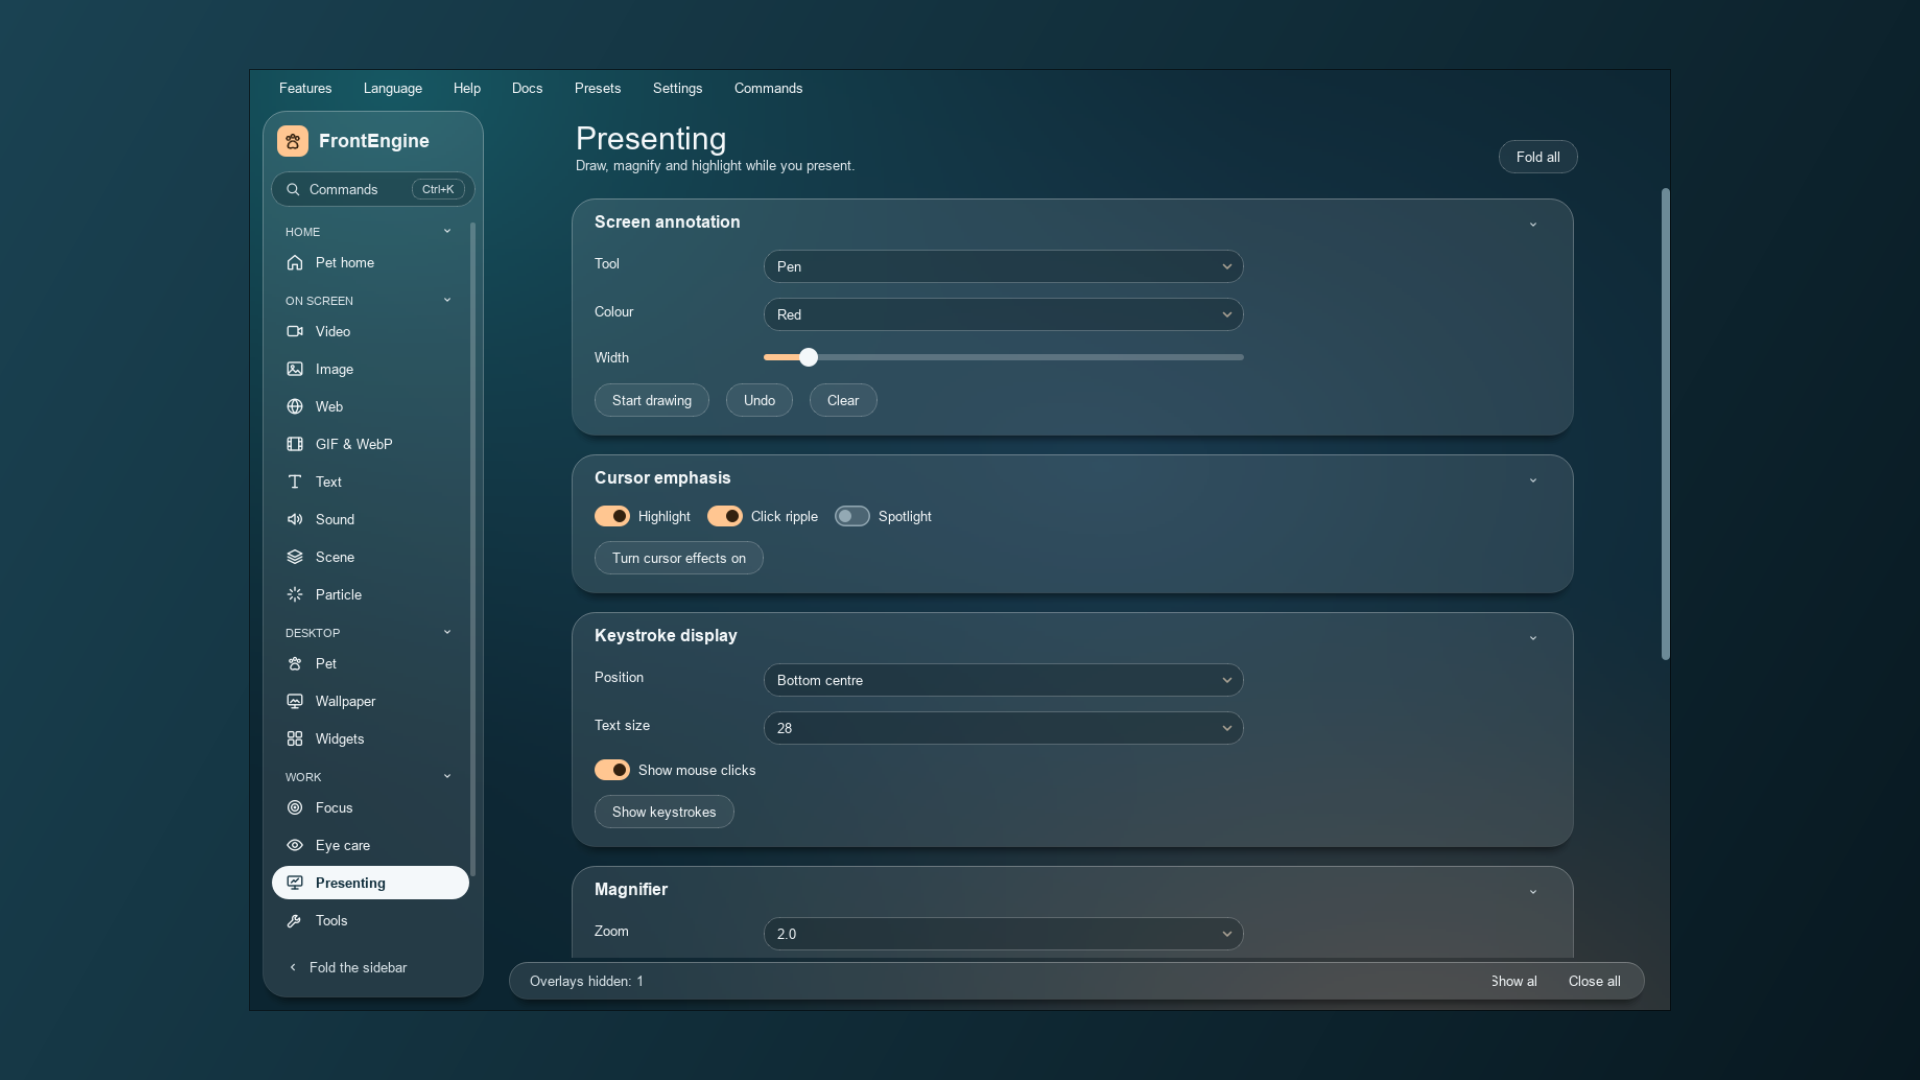 Features Language Help Docs Presets Settings Commands
FrontEngine
Commands Ctrl+K
HOME
Pet home
ON SCREEN
Video
Image
Web
GIF & WebP
Text
Sound
Scene
Particle
DESKTOP
Pet
Wallpaper
Widgets
WORK
Focus
Eye care
Presenting
Tools
Fold the sidebar
Presenting
Draw, magnify and highlight while you present.
Fold all
Screen annotation
Tool Pen
Colour Red
Width
Start drawing Undo Clear
Cursor emphasis
Highlight Click ripple Spotlight
Turn cursor effects on
Keystroke display
Position Bottom centre
Text size 28
Show mouse clicks
Show keystrokes
Magnifier
Zoom 2.0
Overlays hidden: 1 Show al Close all